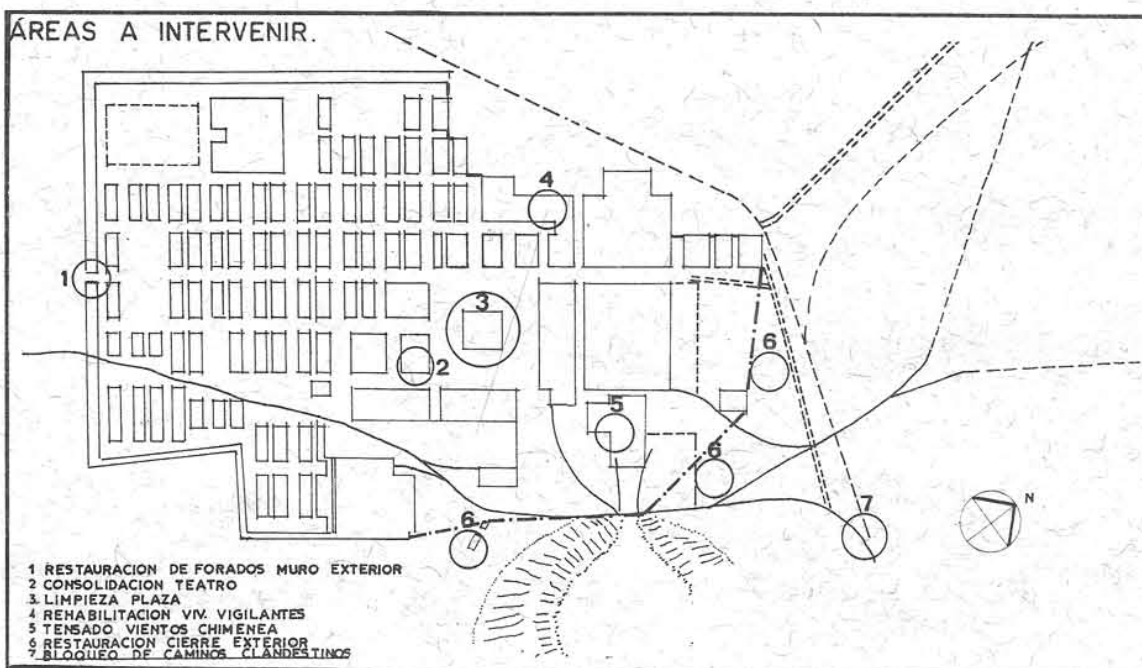 ÁREAS A INTERVENIR.
4
1
3
6
2
5
6
7
N
6
1 RESTAURACION DE FORADOS MURO EXTERIOR
2 CONSOLIDACION TEATRO
3 LIMPIEZA PLAZA
4 REHABILITACION VIV. VIGILANTES
5 TENSADO VIENTOS CHIMENEA
6 RESTAURACION CIERRE EXTERIOR
7 BLOQUEO DE CAMINOS CLANDESTINOS